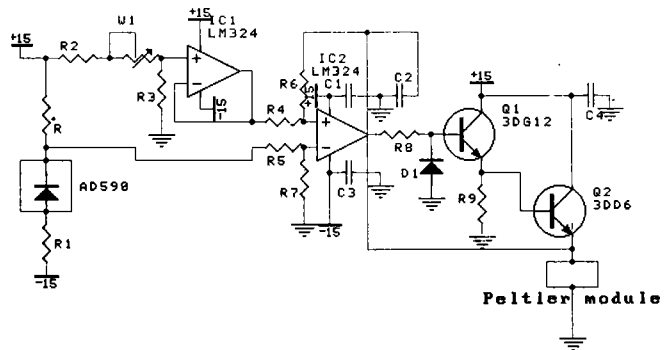 +15
W1
IC1
LM324
R2
+
-
-15
R3
R*
AD590
R1
-15
R4
R5
R6
+15
IC2
LM324
C1
C2
+
-
R7
C3
-15
R8
D1
Q1
3DG12
+15
C4
R9
Q2
3DD6
Peltier module